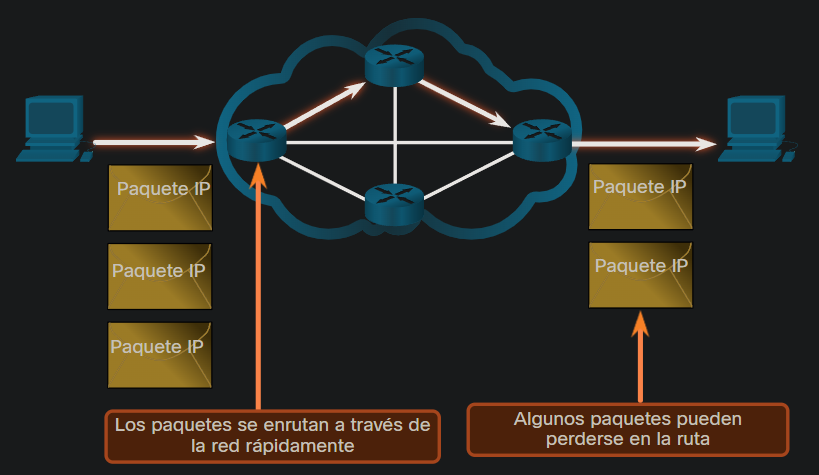 Paquete IP
Paquete IP
Paquete IP
Paquete IP
Paquete IP
Los paquetes se enrutan a través de
la red rápidamente
Algunos paquetes pueden
perderse en la ruta